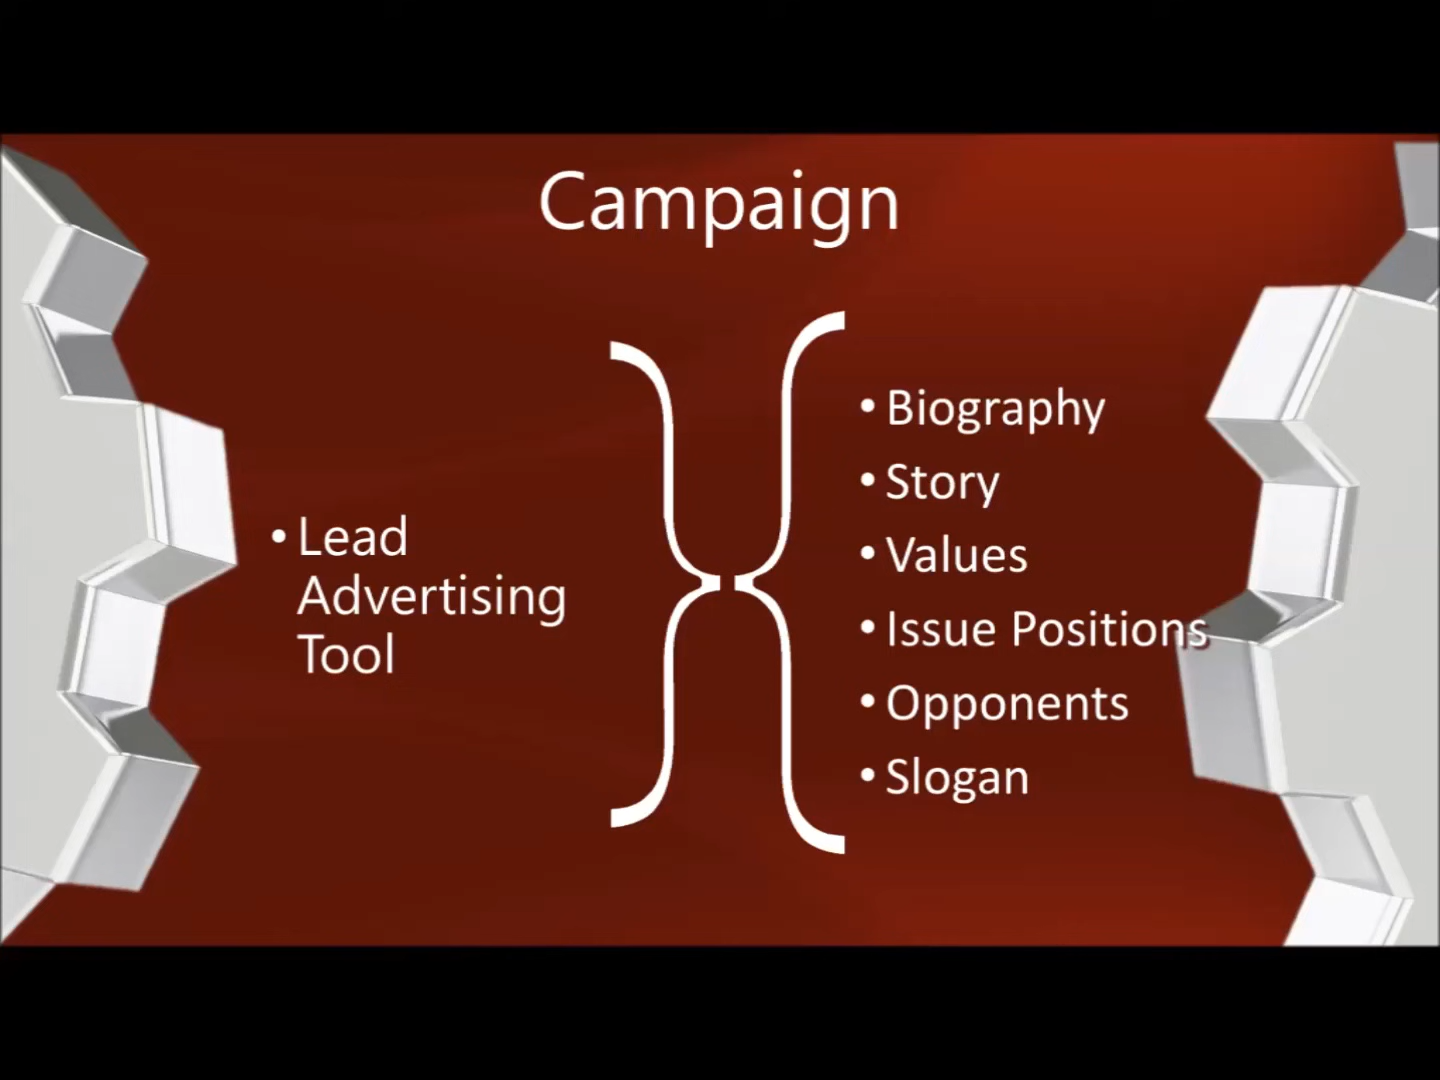 Campaign
• Lead
Advertising
Tool
• Biography
• Story
• Values
• Issue Positions
• Opponents
• Slogan